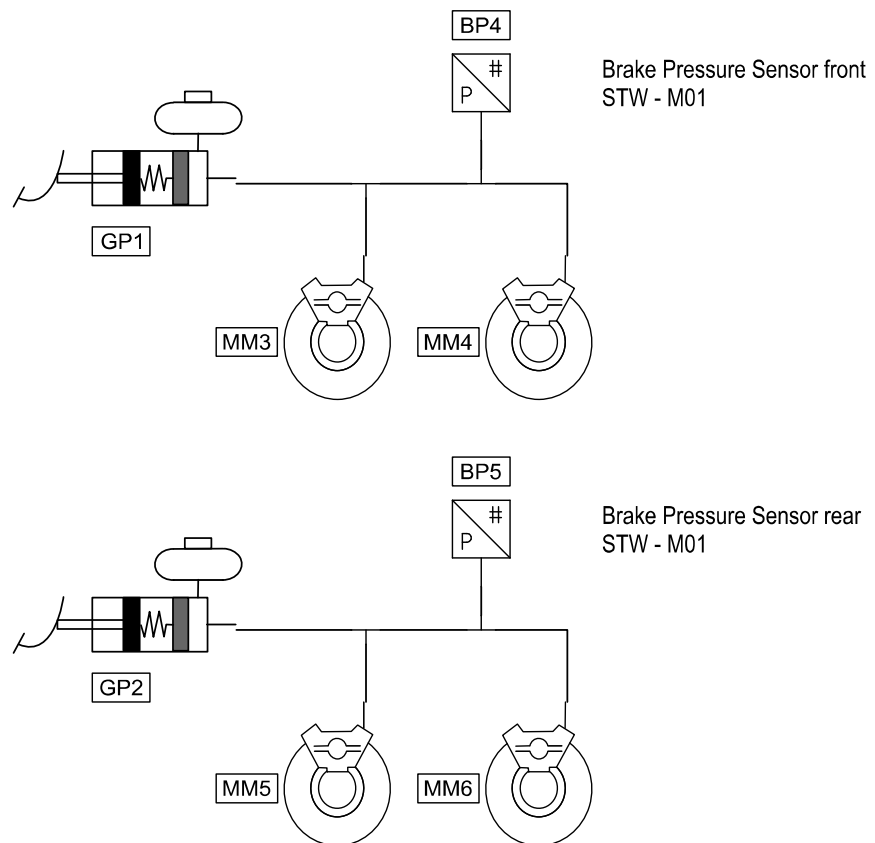 BP4
#
P
Brake Pressure Sensor front
STW - M01
GP1
MM3
MM4
BP5
#
P
Brake Pressure Sensor rear
STW - M01
GP2
MM5
MM6